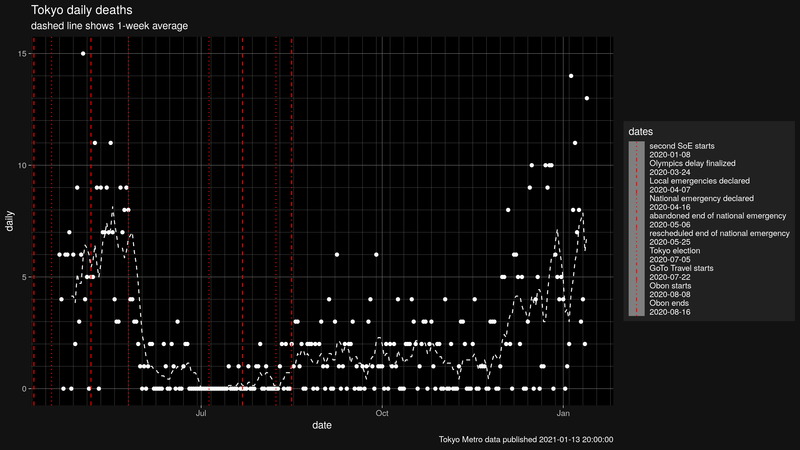 Tokyo daily deaths
dashed line shows 1-week average
daily
15
10
5
0
Jul
Oct
Jan
date
dates
second SoE starts
2020-01-08
Olympics delay finalized
2020-03-24
Local emergencies declared
2020-04-07
National emergency declared
2020-04-16
abandoned end of national emergency
2020-05-06
rescheduled end of national emergency
2020-05-25
Tokyo election
2020-07-05
GoTo Travel starts
2020-07-22
Obon starts
2020-08-08
Obon ends
2020-08-16
Tokyo Metro data published 2021-01-13 20:00:00